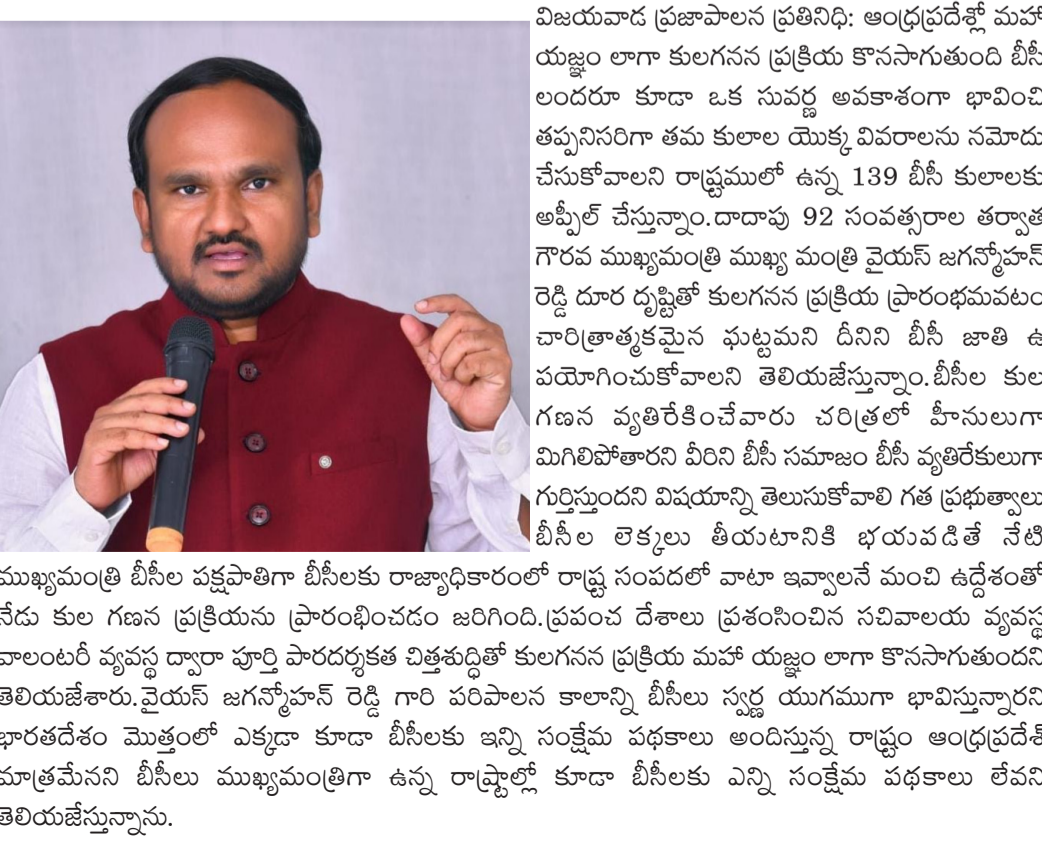 విజయవాడ ప్రజాపాలన ప్రతినిధి: ఆంధ్రప్రదేశ్లో మహా
యజ్ఞం లాగా కులగనన ప్రక్రియ కొనసాగుతుంది బీసీ
లందరూ కూడా ఒక సువర్ణ అవకాశంగా భావించి
తప్పనిసరిగా తమ కులాల యొక్క వివరాలను నమోదు
చేసుకోవాలని రాష్ట్రములో ఉన్న 139 బీసీ కులాలకు
అప్పీల్ చేస్తున్నాం.దాదాపు 92 సంవత్సరాల తర్వాత
గౌరవ ముఖ్యమంత్రి ముఖ్య మంత్రి వైయస్ జగన్మోహన్
రెడ్డి దూర దృష్టితో కులగనన ప్రక్రియ ప్రారంభమవటం
చారిత్రాత్మకమైన ఘట్టమని దీనిని బీసీ జాతి ఉ
పయోగించుకోవాలని తెలియజేస్తున్నాం.బీసీల కుల
గణన వ్యతిరేకించేవారు చరిత్రలో హీనులుగా
మిగిలిపోతారని వీరిని బీసీ సమాజం బీసీ వ్యతిరేకులుగా
గుర్తిస్తుందని విషయాన్ని తెలుసుకోవాలి గత ప్రభుత్వాలు
బీసీల లెక్కలు తీయటానికి భయవడితే నేటి
ముఖ్యమంత్రి బీసీల పక్షపాతిగా బీసీలకు రాజ్యాధికారంలో రాష్ట్ర సంపదలో వాటా ఇవ్వాలనే మంచి ఉద్దేశంతో
నేడు కుల గణన ప్రక్రియను ప్రారంభించడం జరిగింది.ప్రపంచ దేశాలు ప్రశంసించిన సచివాలయ వ్యవస్థ
వాలంటరీ వ్యవస్థ ద్వారా పూర్తి పారదర్శకత చిత్తశుద్ధితో కులగనన ప్రక్రియ మహా యజ్ఞం లాగా కొనసాగుతుందని
తెలియజేశారు.వైయస్ జగన్మోహన్ రెడ్డి గారి పరిపాలన కాలాన్ని బీసీలు స్వర్ణ యుగముగా భావిస్తున్నారని
భారతదేశం మొత్తంలో ఎక్కడా కూడా బీసీలకు ఇన్ని సంక్షేమ పథకాలు అందిస్తున్న రాష్ట్రం ఆంధ్రప్రదేశ్
మాత్రమేనని బీసీలు ముఖ్యమంత్రిగా ఉన్న రాష్ట్రాల్లో కూడా బీసీలకు ఎన్ని సంక్షేమ పథకాలు లేవని
తెలియజేస్తున్నాను.